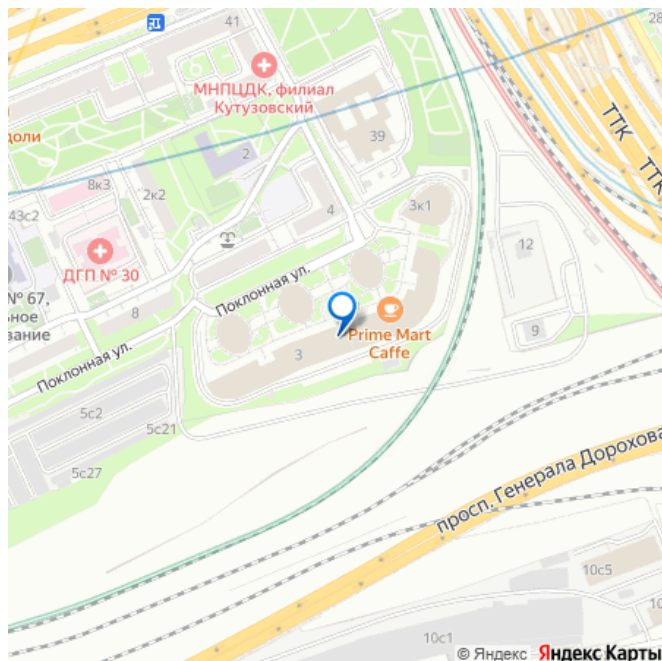 41
28
МНПЦДК, филиал
Кутузовский
доли
39
ТТК
ТТК
2
8к3
2к2
43с2
4
3к1
ДГП № 30
12
№ 67,
ьное
вание
8
Поклонная ул.
9
Prime Mart
Caffe
3
Поклонная ул.
5с2
5с21
5с27
просп. Генерала Дорохова
10с5
10
10с1
© Яндекс Яндекс Карты